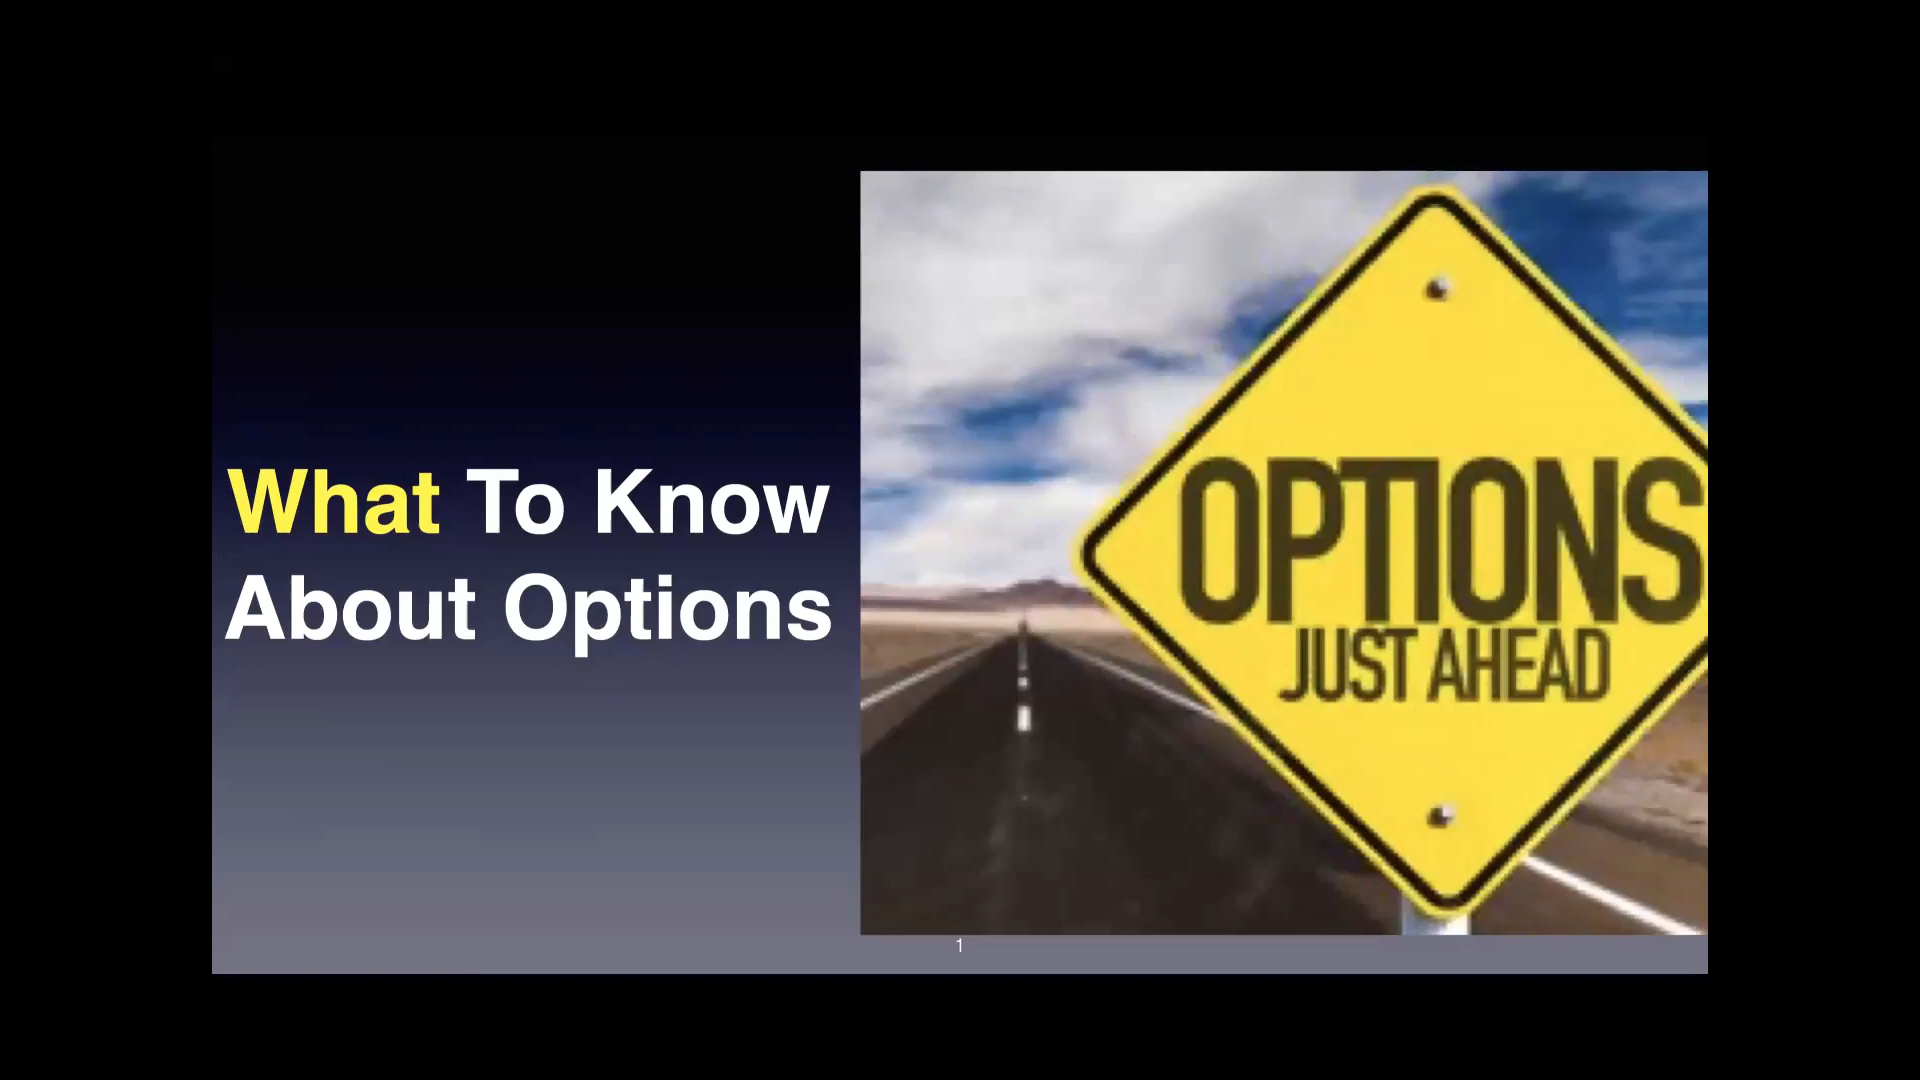 What To Know
About Options
OPTIONS
JUST AHEAD
1